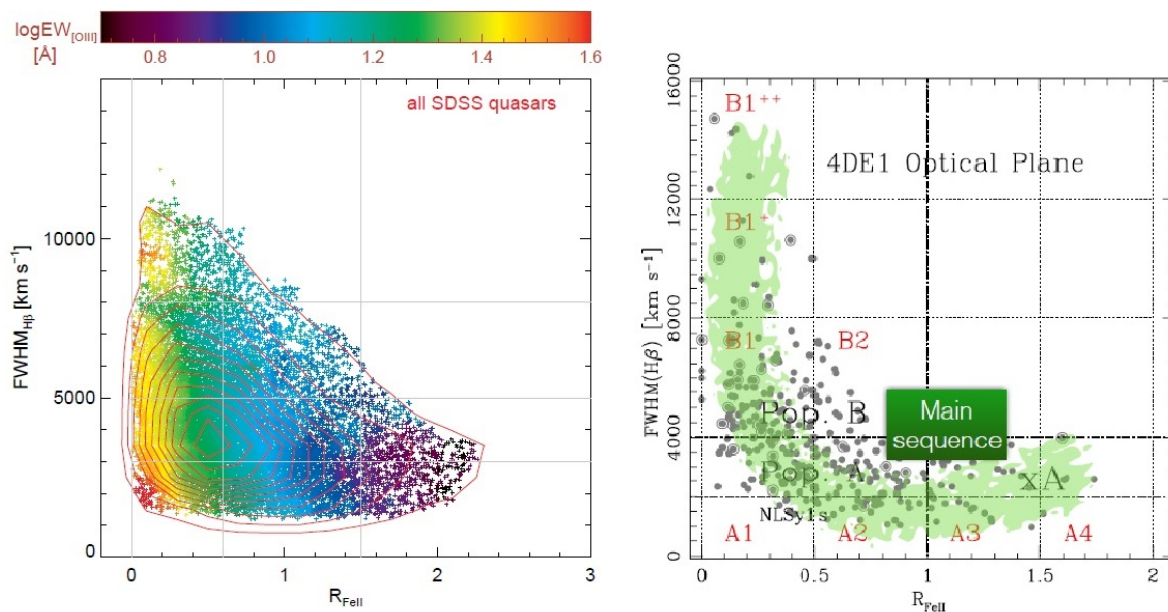 logEW[OIII]
[Å]
0.8 1.0 1.2 1.4 1.6
all SDSS quasars
10000
5000
0
FWHMHβ [km s⁻¹]
0 1 2 3
RFeII
16000
12000
8000
4000
0
FWHM(Hβ) [km s⁻¹]
B1⁺⁺
4DE1 Optical Plane
B1⁺
B1 B2
Pop. B
Main
sequence
Pop. A
xA
NLSy1s
A1 A2 A3 A4
0 0.5 1 1.5 2
RFeII